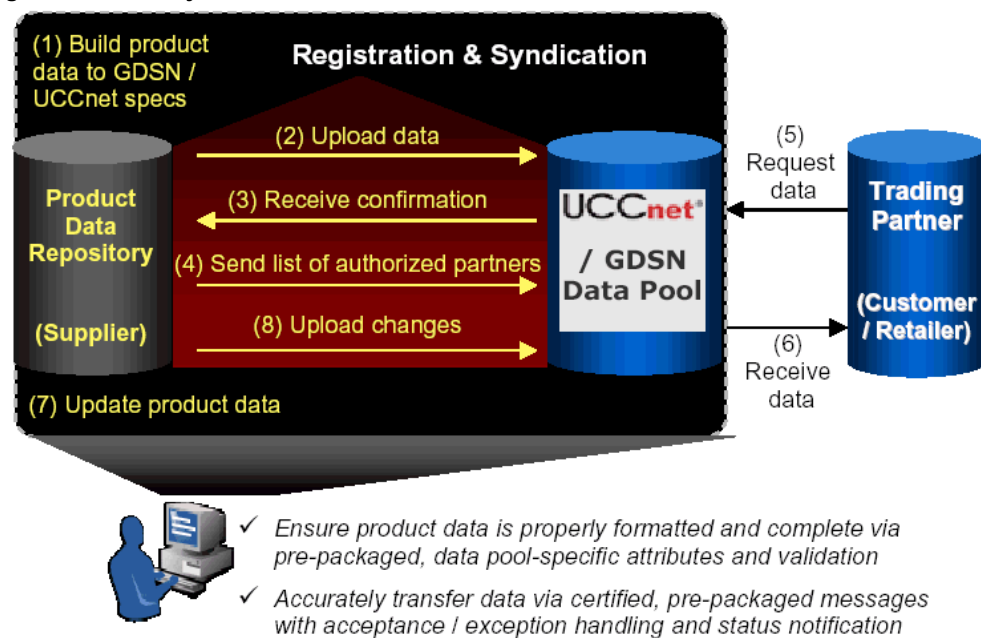 (1) Build product
data to GDSN /
UCCnet specs
Registration & Syndication
(2) Upload data
(3) Receive confirmation
(4) Send list of authorized partners
(8) Upload changes
Product
Data
Repository
(Supplier)
UCCnet®
/ GDSN
Data Pool
(5)
Request
data
Trading
Partner
(Customer
/ Retailer)
(6)
Receive
data
(7) Update product data
✓ Ensure product data is properly formatted and complete via
pre-packaged, data pool-specific attributes and validation
✓ Accurately transfer data via certified, pre-packaged messages
with acceptance / exception handling and status notification